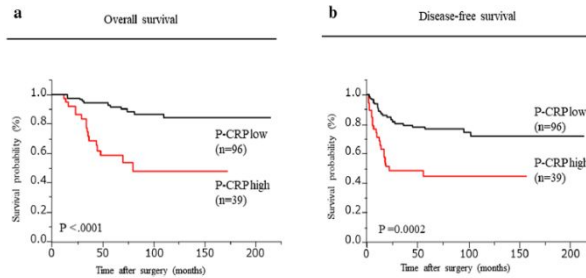 a
Overall survival
Survival probability (%)
1.0
0.8
0.6
0.4
0.2
0.0
P-CRPlow
(n=96)
P-CRPhigh
(n=39)
P <.0001
0 50 100 150 200
Time after surgery (months)
b
Disease-free survival
Survival probability (%)
1.0
0.8
0.6
0.4
0.2
0.0
P-CRPlow
(n=96)
P-CRPhigh
(n=39)
P =0.0002
0 50 100 150 200
Time after surgery (months)